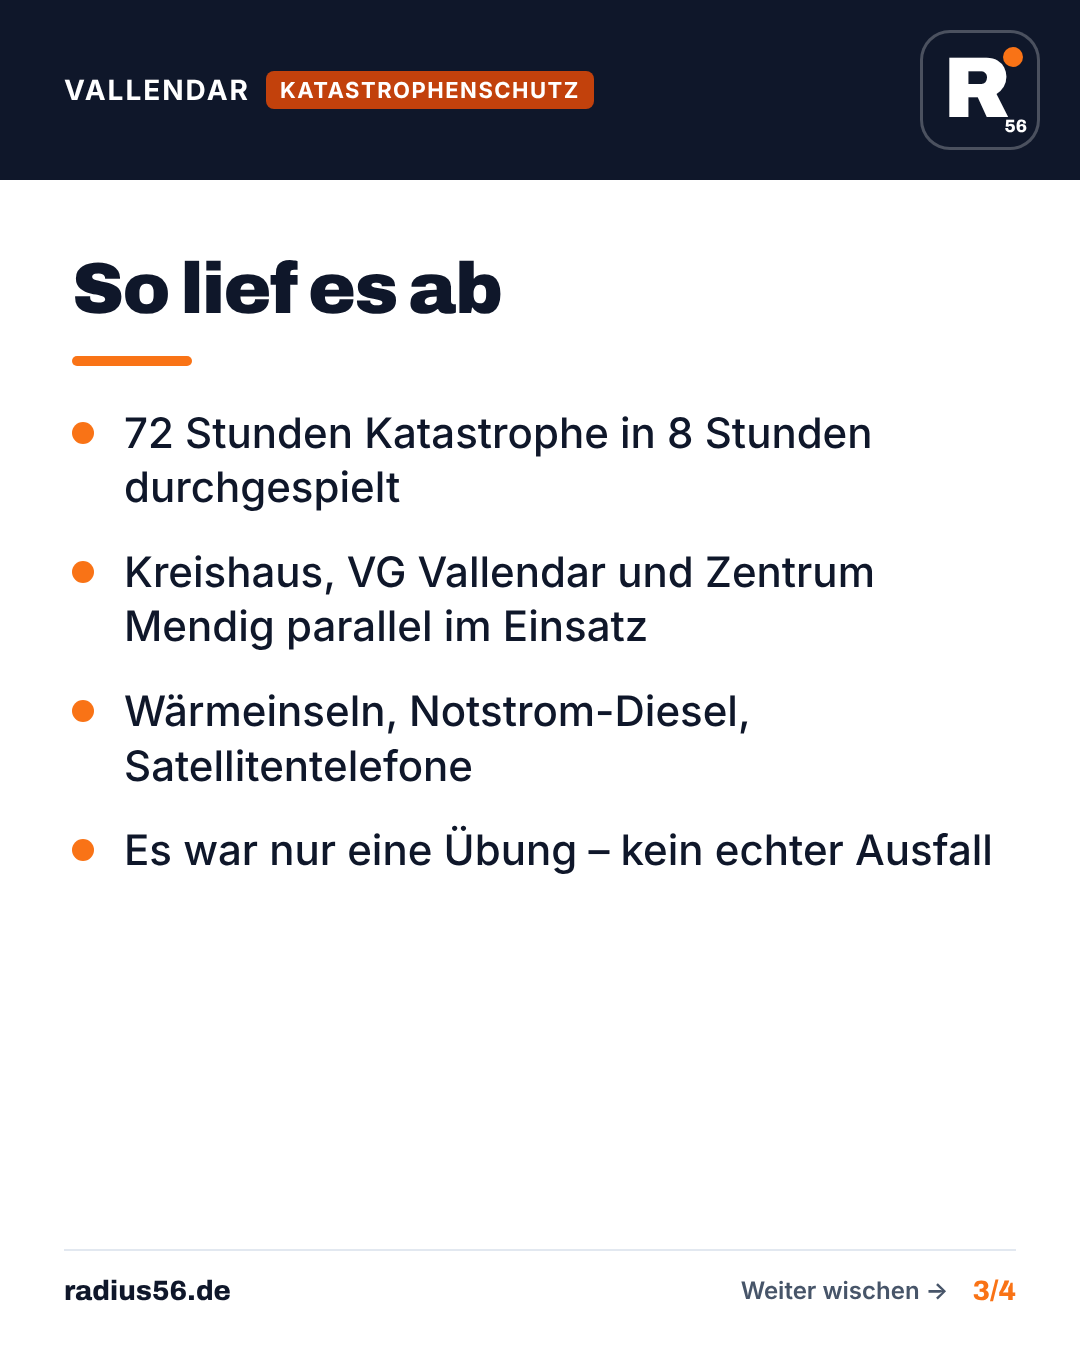 VALLENDAR KATASTROPHENSCHUTZ
R
56
So lief es ab
72 Stunden Katastrophe in 8 Stunden
durchgespielt
Kreishaus, VG Vallendar und Zentrum
Mendig parallel im Einsatz
Wärmeinseln, Notstrom-Diesel,
Satellitentelefone
Es war nur eine Übung – kein echter Ausfall
radius56.de
Weiter wischen → 3/4